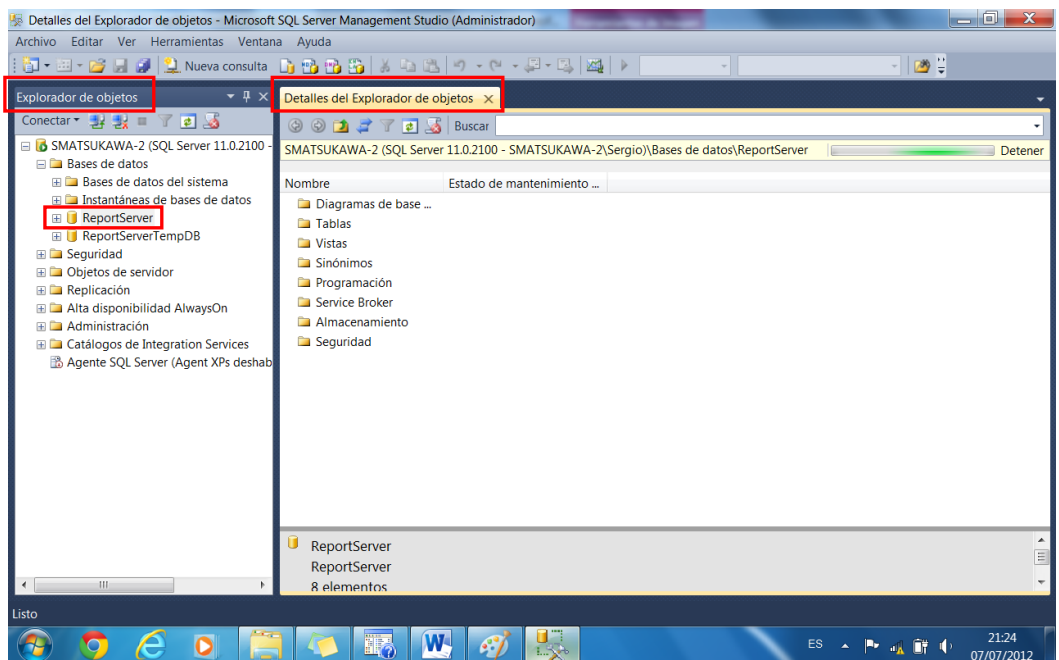 Detalles del Explorador de objetos - Microsoft SQL Server Management Studio (Administrador)
Archivo Editar Ver Herramientas Ventana Ayuda
Nueva consulta
Explorador de objetos
Detalles del Explorador de objetos
Conectar
Buscar
SMATSUKAWA-2 (SQL Server 11.0.2100 -
SMATSUKAWA-2 (SQL Server 11.0.2100 - SMATSUKAWA-2\Sergio)\Bases de datos\ReportServer
Detener
Bases de datos
Bases de datos del sistema
Instantáneas de bases de datos
ReportServer
ReportServerTempDB
Seguridad
Objetos de servidor
Replicación
Alta disponibilidad AlwaysOn
Administración
Catálogos de Integration Services
Agente SQL Server (Agent XPs deshab
Nombre Estado de mantenimiento ...
Diagramas de base ...
Tablas
Vistas
Sinónimos
Programación
Service Broker
Almacenamiento
Seguridad
ReportServer
ReportServer
8 elementos
Listo
ES
21:24
07/07/2012